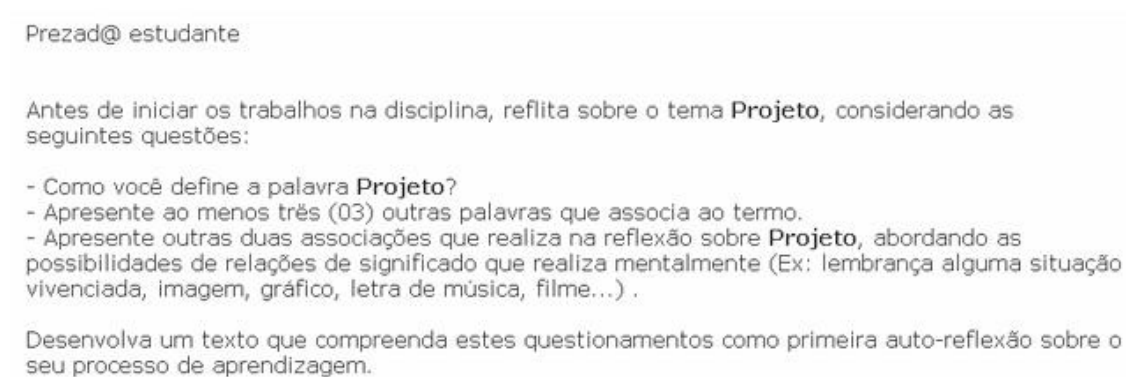 Prezad@ estudante
Antes de iniciar os trabalhos na disciplina, reflita sobre o tema Projeto, considerando as
seguintes questões:
- Como você define a palavra Projeto?
- Apresente ao menos três (03) outras palavras que associa ao termo.
- Apresente outras duas associações que realiza na reflexão sobre Projeto, abordando as
possibilidades de relações de significado que realiza mentalmente (Ex: lembrança alguma situação
vivenciada, imagem, gráfico, letra de música, filme...) .
Desenvolva um texto que compreenda estes questionamentos como primeira auto-reflexão sobre o
seu processo de aprendizagem.